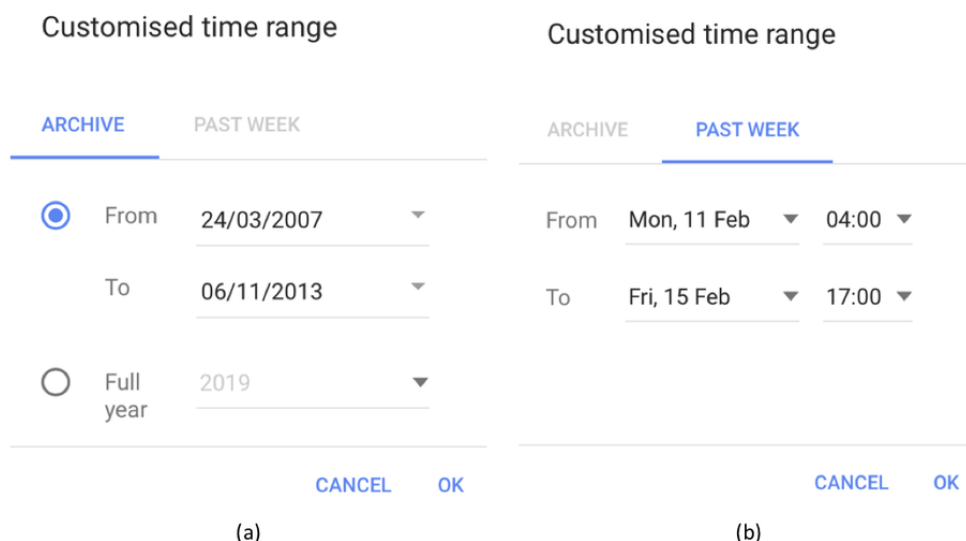 Customised time range
ARCHIVE PAST WEEK
From 24/03/2007
To 06/11/2013
Full year 2019
CANCEL OK
(a)
Customised time range
ARCHIVE PAST WEEK
From Mon, 11 Feb 04:00
To Fri, 15 Feb 17:00
CANCEL OK
(b)